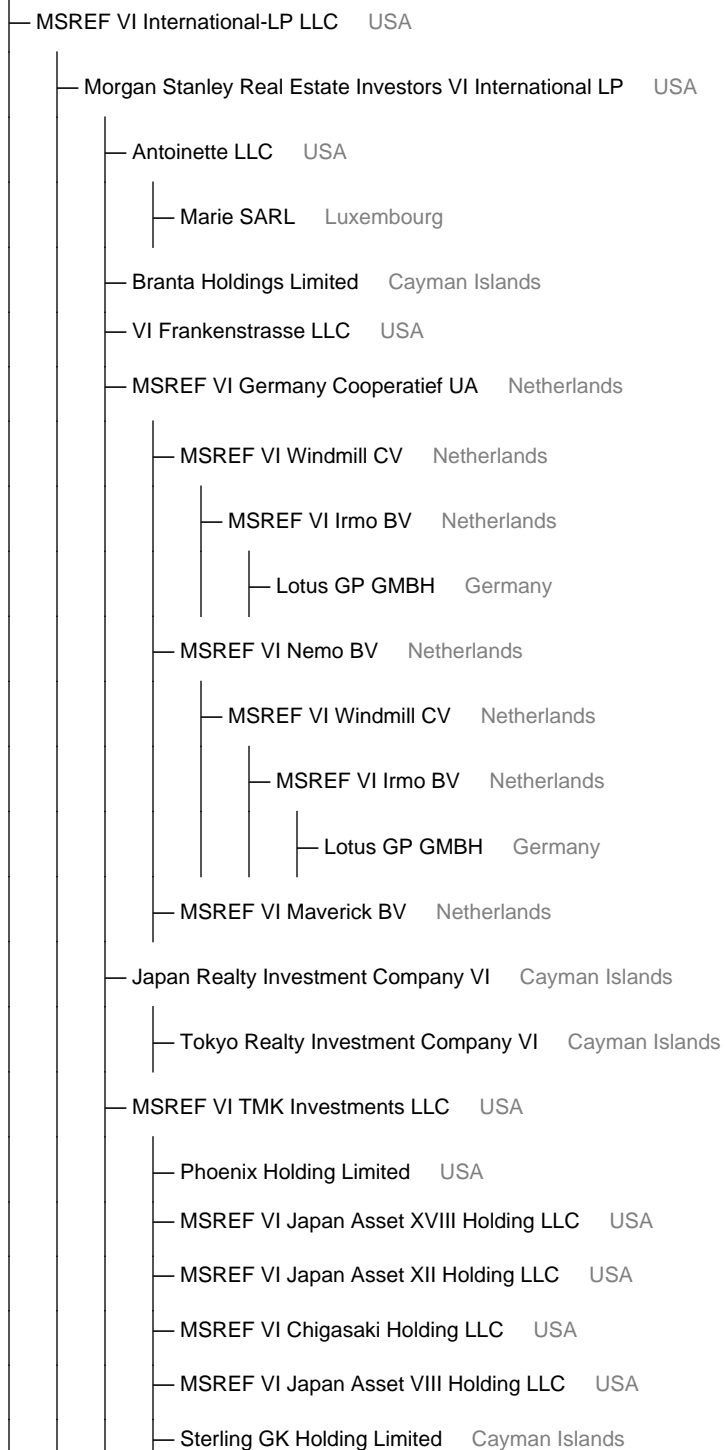 MSREF VI International-LP LLC USA
Morgan Stanley Real Estate Investors VI International LP USA
Antoinette LLC USA
Marie SARL Luxembourg
Branta Holdings Limited Cayman Islands
VI Frankenstrasse LLC USA
MSREF VI Germany Cooperatief UA Netherlands
MSREF VI Windmill CV Netherlands
MSREF VI Irmo BV Netherlands
Lotus GP GMBH Germany
MSREF VI Nemo BV Netherlands
MSREF VI Windmill CV Netherlands
MSREF VI Irmo BV Netherlands
Lotus GP GMBH Germany
MSREF VI Maverick BV Netherlands
Japan Realty Investment Company VI Cayman Islands
Tokyo Realty Investment Company VI Cayman Islands
MSREF VI TMK Investments LLC USA
Phoenix Holding Limited USA
MSREF VI Japan Asset XVIII Holding LLC USA
MSREF VI Japan Asset XII Holding LLC USA
MSREF VI Chigasaki Holding LLC USA
MSREF VI Japan Asset VIII Holding LLC USA
Sterling GK Holding Limited Cayman Islands